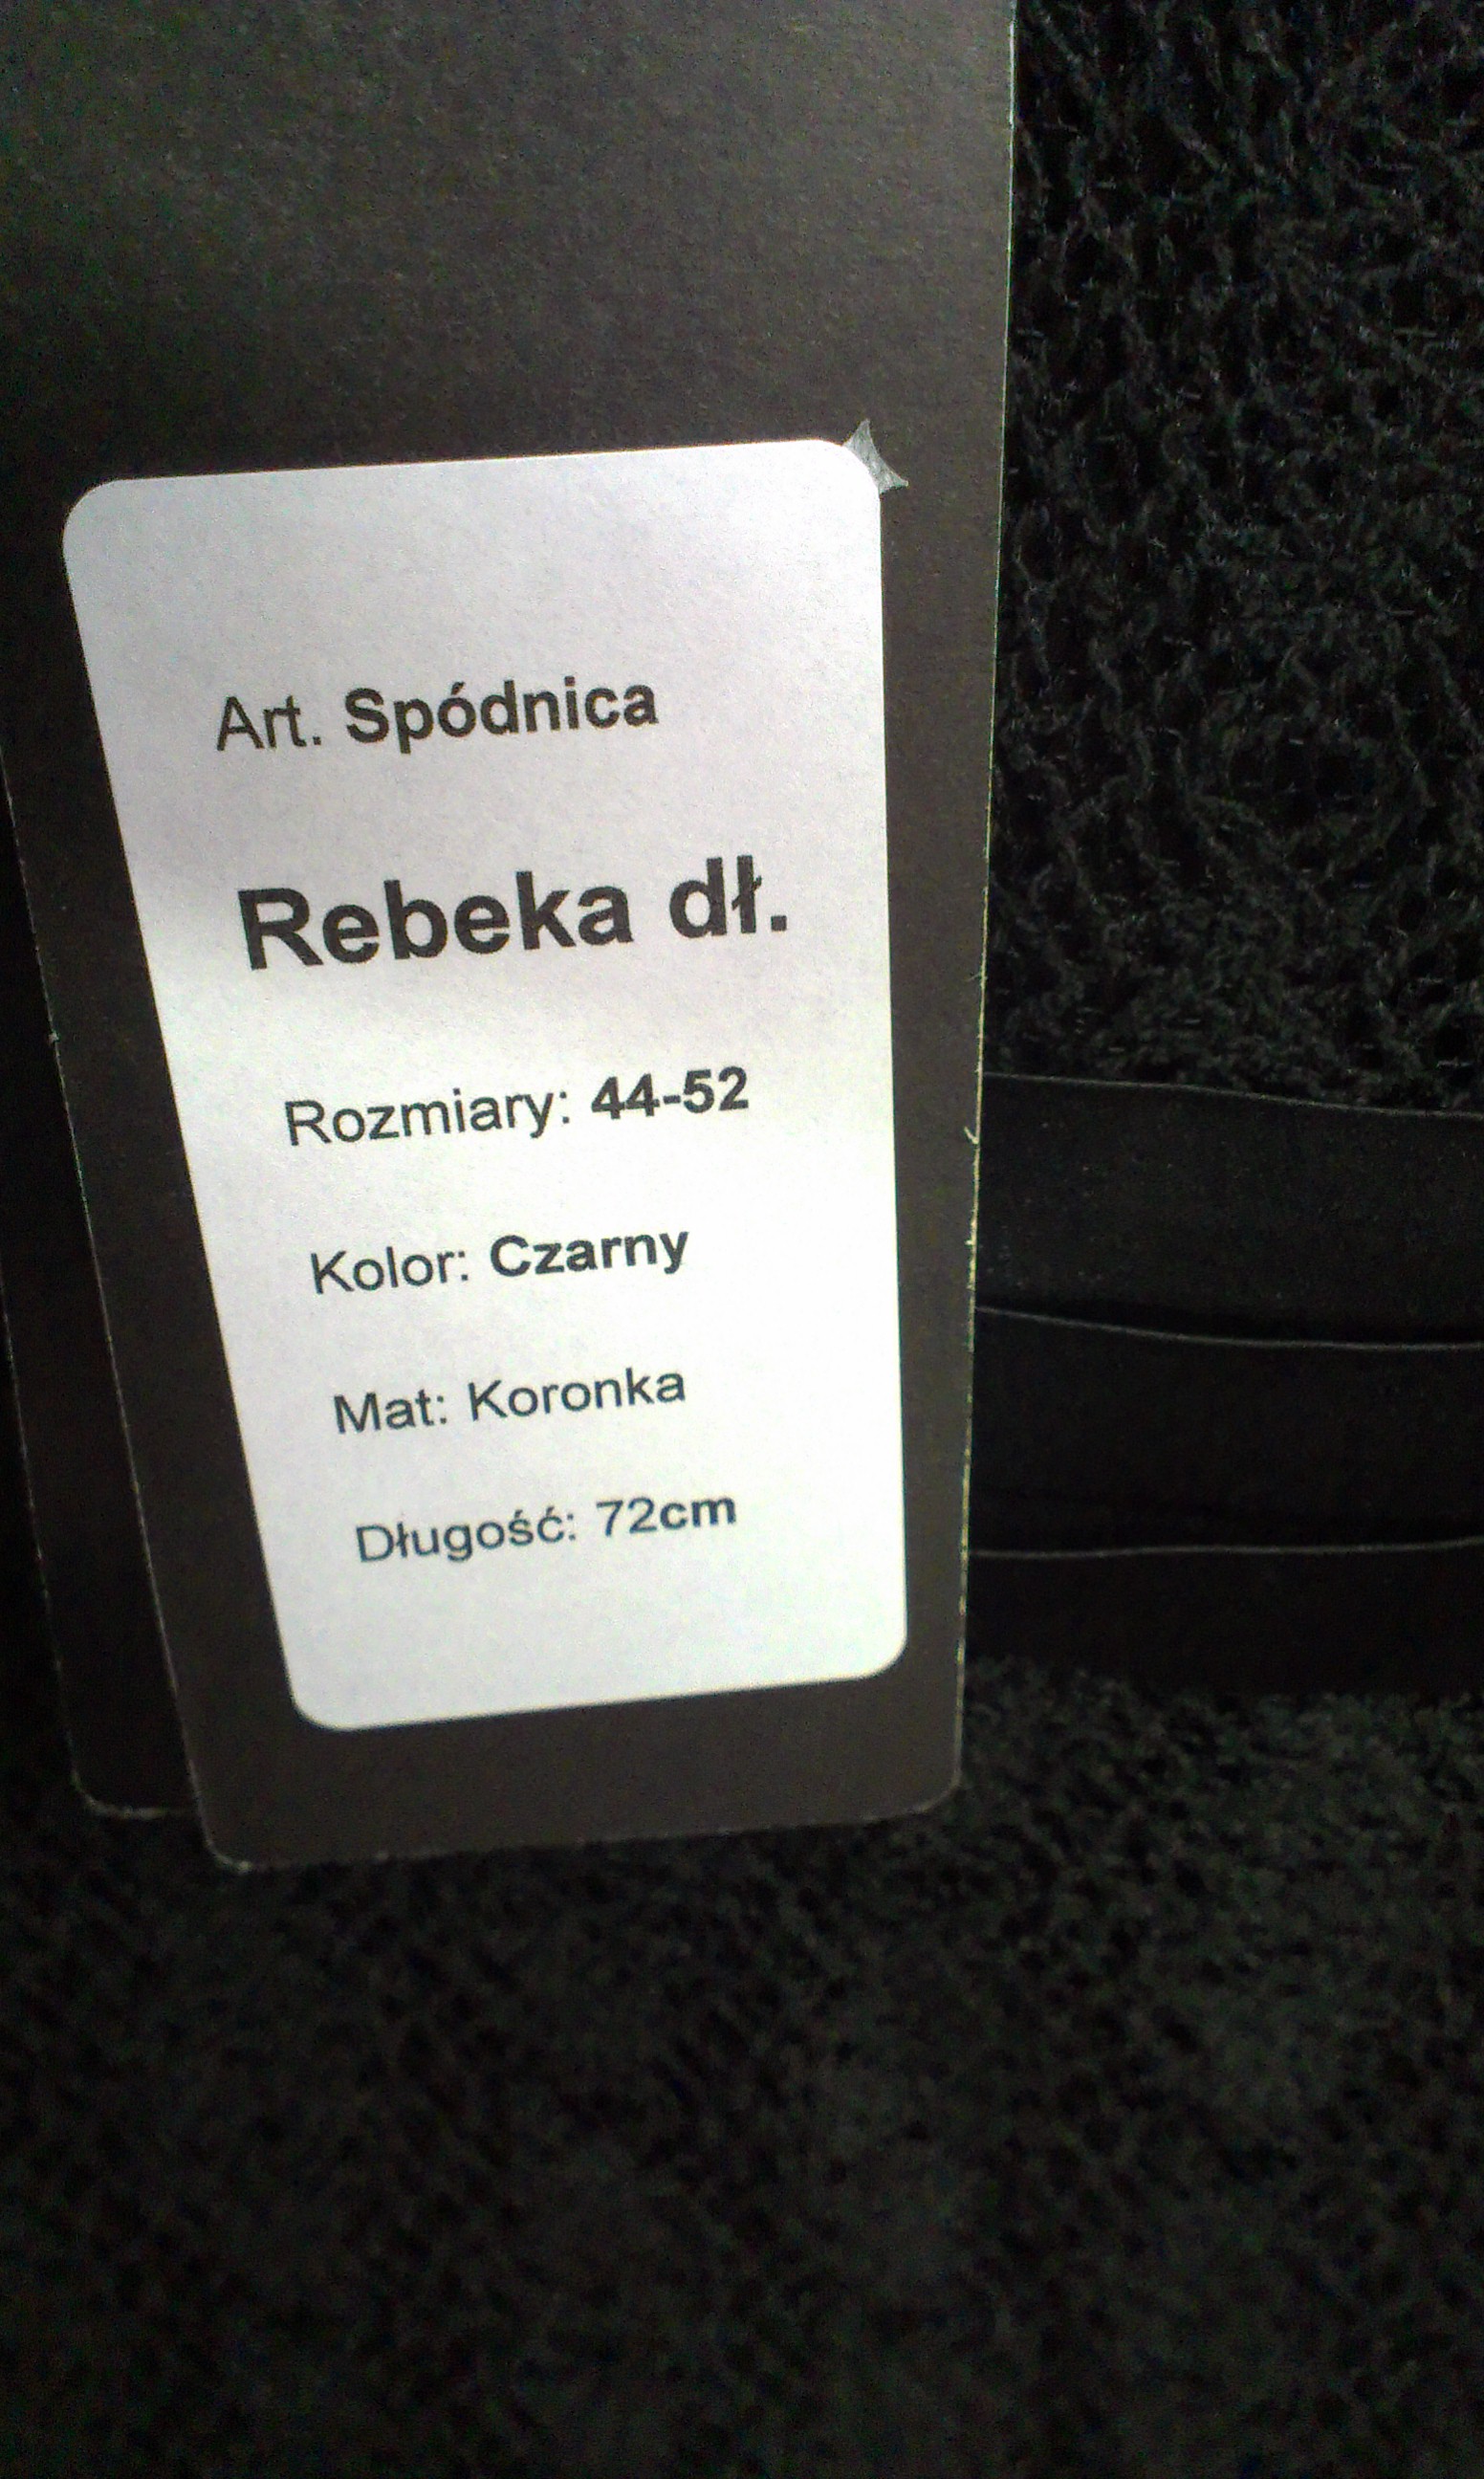 Art. Spódnica
Rebeka dł.
Rozmiary: 44-52
Kolor: Czarny
Mat: Koronka
Długość: 72cm